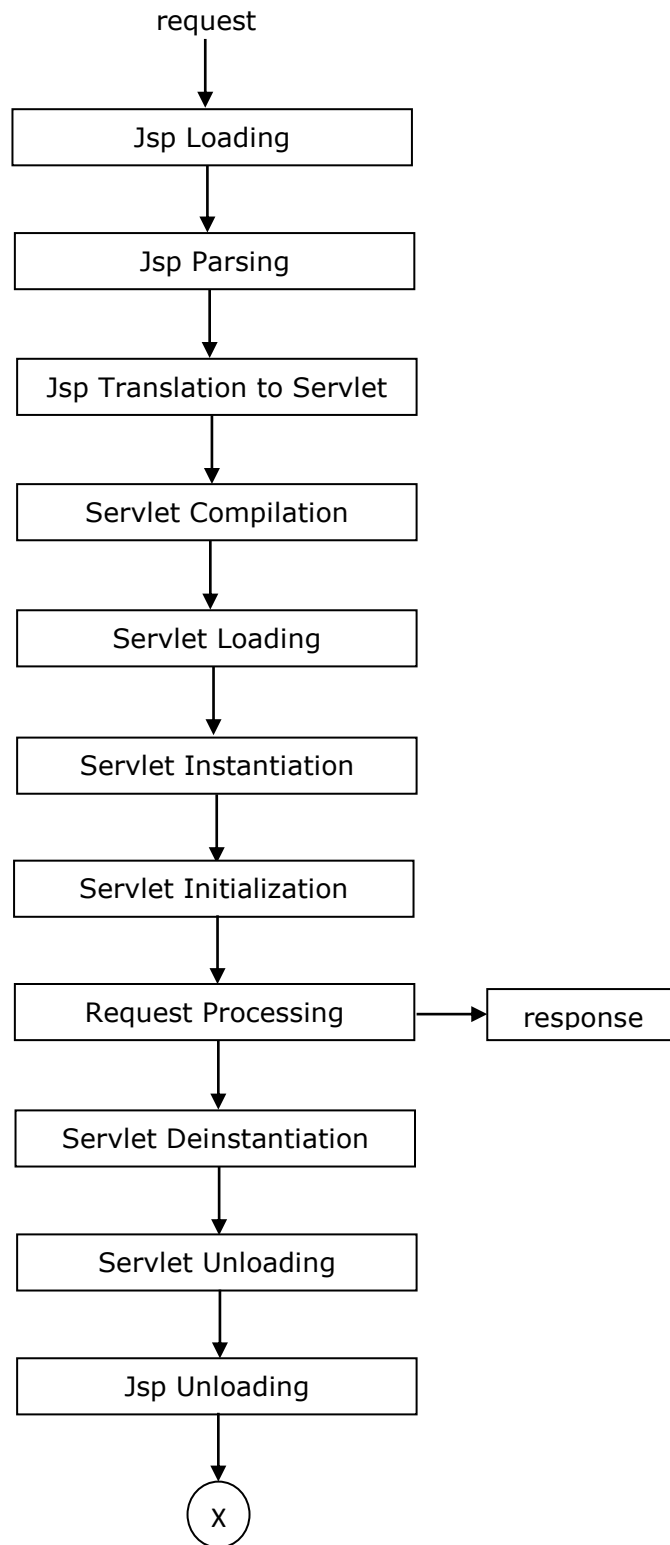 request
Jsp Loading
Jsp Parsing
Jsp Translation to Servlet
Servlet Compilation
Servlet Loading
Servlet Instantiation
Servlet Initialization
Request Processing
response
Servlet Deinstantiation
Servlet Unloading
Jsp Unloading
X